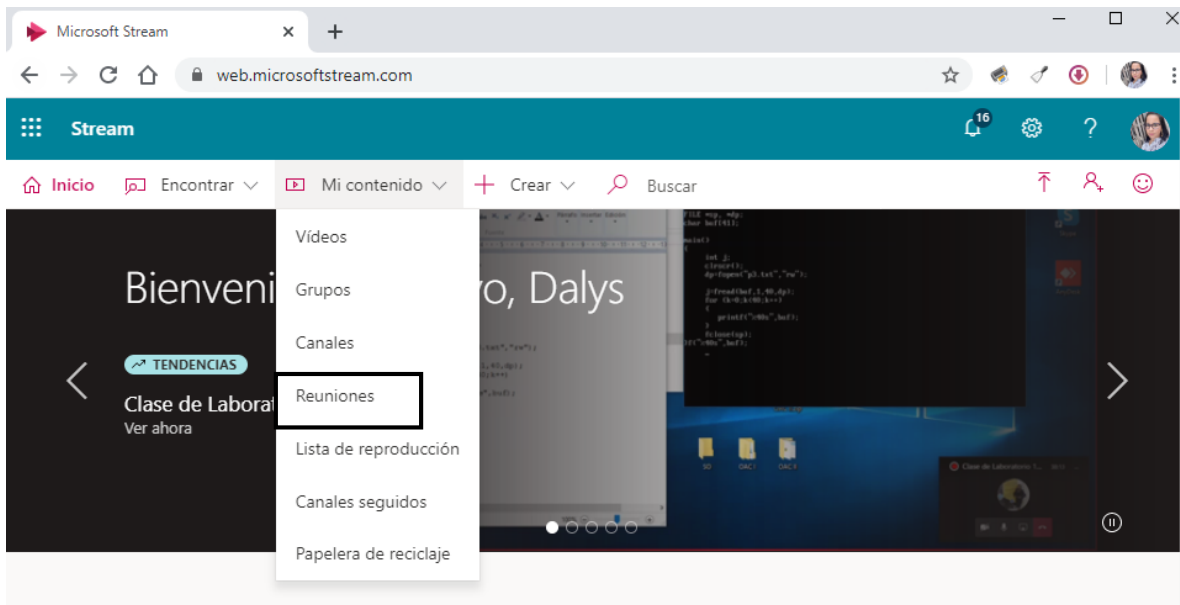 Microsoft Stream
web.microsoftstream.com
Stream
16
Inicio Encontrar Mi contenido Crear Buscar
Vídeos
Bienveni o, Dalys
Grupos
Canales
TENDENCIAS
Reuniones
Clase de Laborat
Ver ahora
Lista de reproducción
Canales seguidos
Papelera de reciclaje